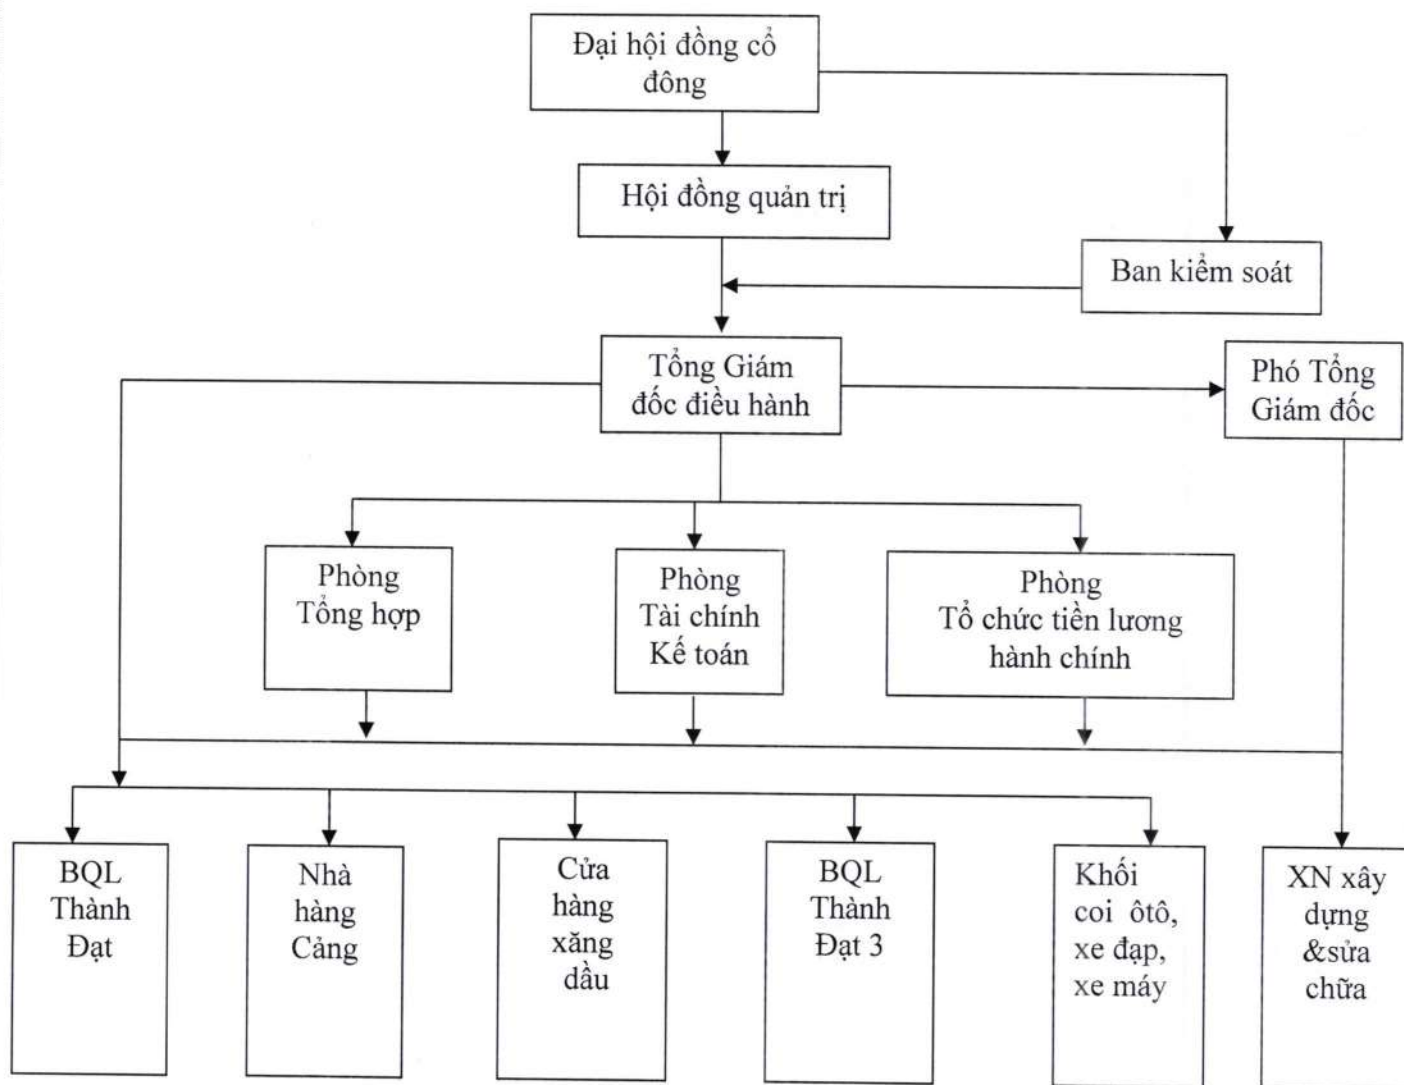 Đại hội đồng cổ
đông
Hội đồng quản trị
Ban kiểm soát
Tổng Giám
đốc điều hành
Phó Tổng
Giám đốc
Phòng
Tổng hợp
Phòng
Tài chính
Kế toán
Phòng
Tổ chức tiền lương
hành chính
BQL
Thành
Đạt
Nhà
hàng
Cảng
Cửa
hàng
xăng
dầu
BQL
Thành
Đạt 3
Khối
coi ôtô,
xe đạp,
xe máy
XN xây
dựng
&sửa
chữa